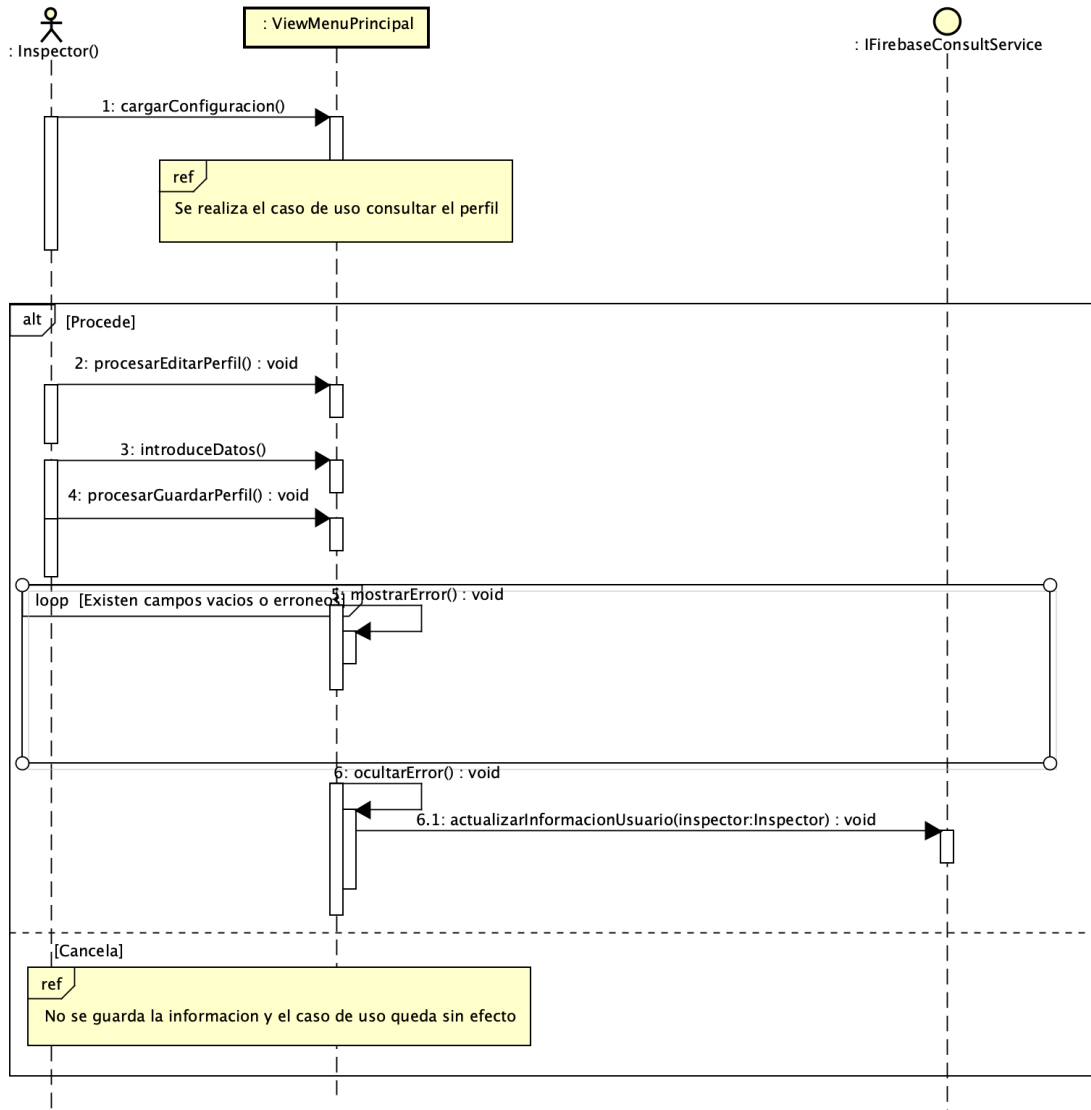 : Inspector()
: ViewMenuPrincipal
: IFirebaseConsultService
1: cargarConfiguracion()
ref
Se realiza el caso de uso consultar el perfil
alt
[Procede]
2: procesarEditarPerfil() : void
3: introduceDatos()
4: procesarGuardarPerfil() : void
loop [Existen campos vacios o erroneos]
5: mostrarError() : void
6: ocultarError() : void
6.1: actualizarInformacionUsuario(inspector:Inspector) : void
[Cancela]
ref
No se guarda la informacion y el caso de uso queda sin efecto